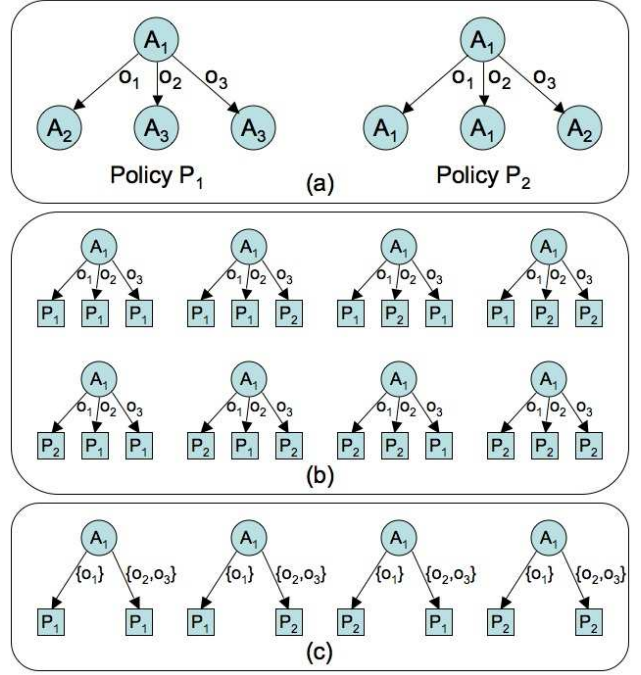 A₁ A₁
o₁ o₂ o₃ o₁ o₂ o₃
A₂ A₃ A₃ A₁ A₁ A₂
Policy P₁ (a) Policy P₂
A₁ A₁ A₁ A₁
o₁ o₂ o₃ o₁ o₂ o₃ o₁ o₂ o₃ o₁ o₂ o₃
P₁ P₁ P₁ P₁ P₁ P₂ P₁ P₂ P₁ P₁ P₂ P₂
A₁ A₁ A₁ A₁
o₁ o₂ o₃ o₁ o₂ o₃ o₁ o₂ o₃ o₁ o₂ o₃
P₂ P₁ P₁ P₂ P₁ P₂ P₂ P₂ P₁ P₂ P₂ P₂
(b)
A₁ A₁ A₁ A₁
{o₁} {o₂,o₃} {o₁} {o₂,o₃} {o₁} {o₂,o₃} {o₁} {o₂,o₃}
P₁ P₁ P₁ P₂ P₂ P₁ P₂ P₂
(c)